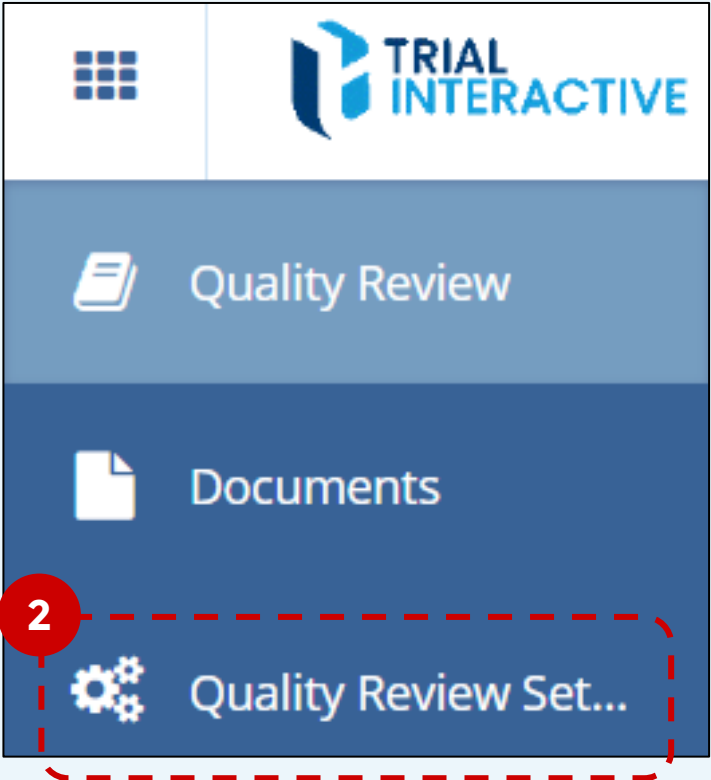 TRIAL
INTERACTIVE
Quality Review
Documents
2
Quality Review Set...